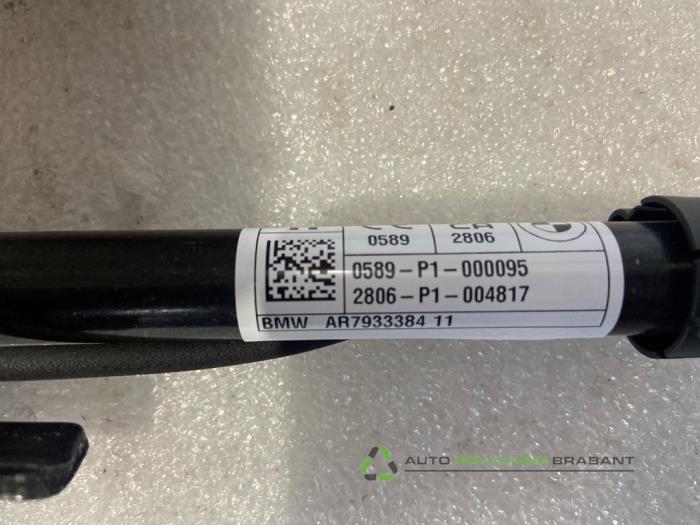 0589 2806
0589-P1-000095
2806-P1-004817
BMW AR7933384 11
AUTO RECYCLING BRABANT